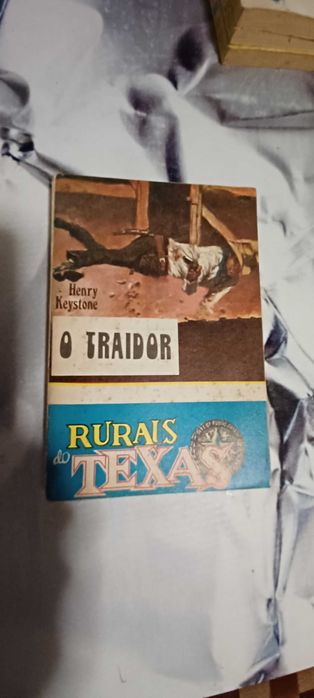 Henry
Keystone
O TRAIDOR
RURAIS
do TEXAS